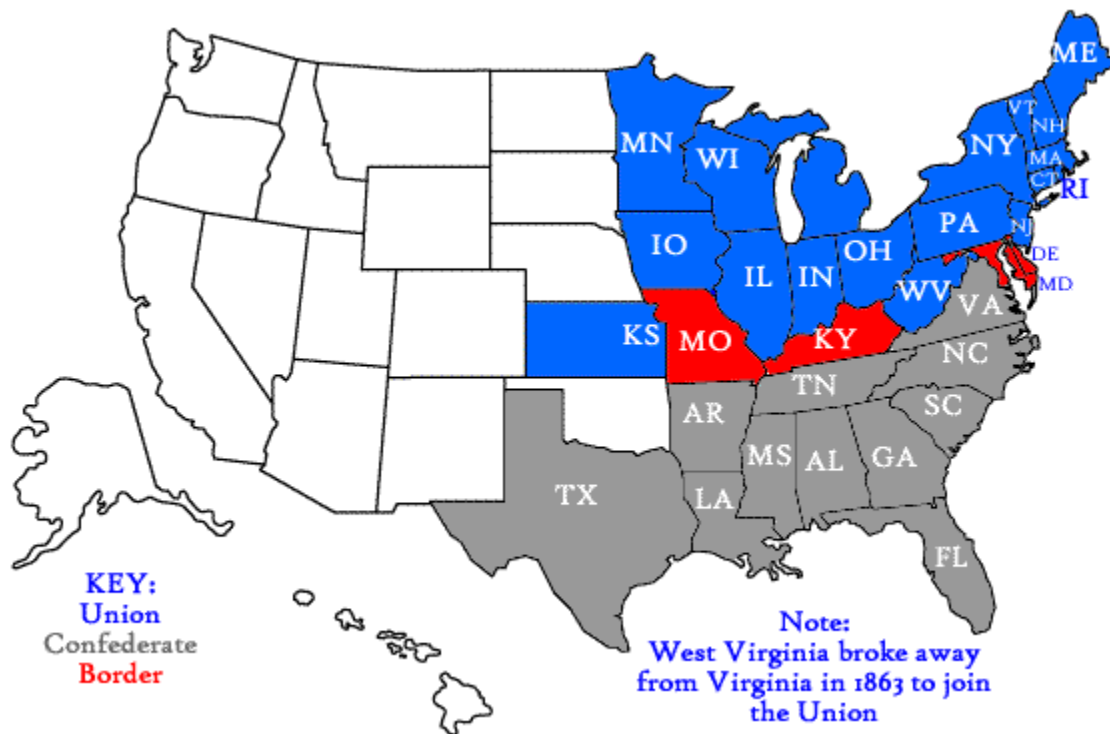 ME
VT
NH
MN
WI
NY
MA
CT
RI
PA
NJ
IO
OH
DE
IL
IN
MD
WV
VA
KS
MO
KY
NC
TN
SC
AR
MS
AL
GA
TX
LA
FL
KEY:
Union
Confederate
Border
Note:
West Virginia broke away
from Virginia in 1863 to join
the Union